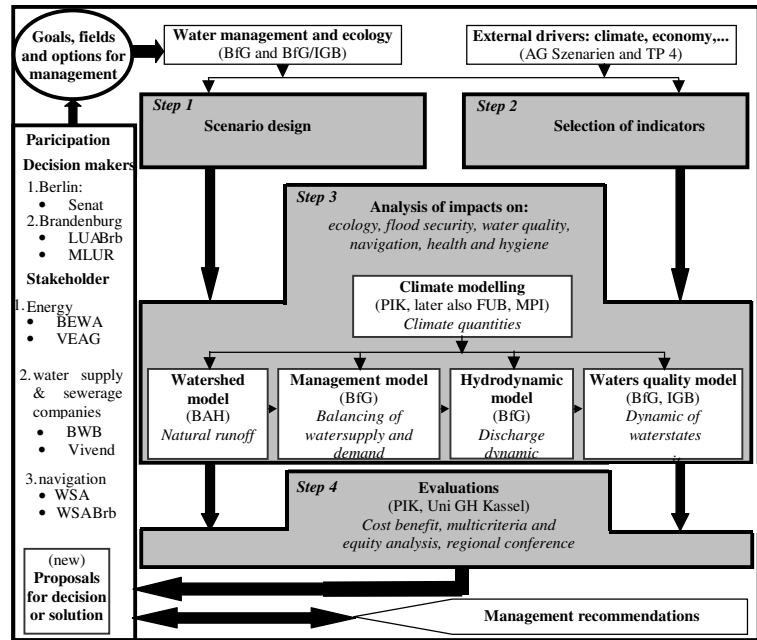 Goals, fields
and options for
management
Water management and ecology
(BfG and BfG/IGB)
External drivers: climate, economy,...
(AG Szenarien and TP 4)
Step 1
Scenario design
Step 2
Selection of indicators
Paricipation
Decision makers
1.Berlin:
• Senat
2.Brandenburg
• LUABrb
• MLUR
Stakeholder
1. Energy
• BEWA
• VEAG
2. water supply
& sewerage
companies
• BWB
• Vivend
3. navigation
• WSA
• WSABrb
(new)
Proposals
for decision
or solution
Step 3
Analysis of impacts on:
ecology, flood security, water quality,
navigation, health and hygiene
Climate modelling
(PIK, later also FUB, MPI)
Climate quantities
Watershed
model
(BAH)
Natural runoff
Management model
(BfG)
Balancing of
watersupply and
demand
Hydrodynamic
model
(BfG)
Discharge
dynamic
Waters quality model
(BfG, IGB)
Dynamic of
waterstates
Step 4
Evaluations
(PIK, Uni GH Kassel)
Cost benefit, multicriteria and
equity analysis, regional conference
Management recommendations